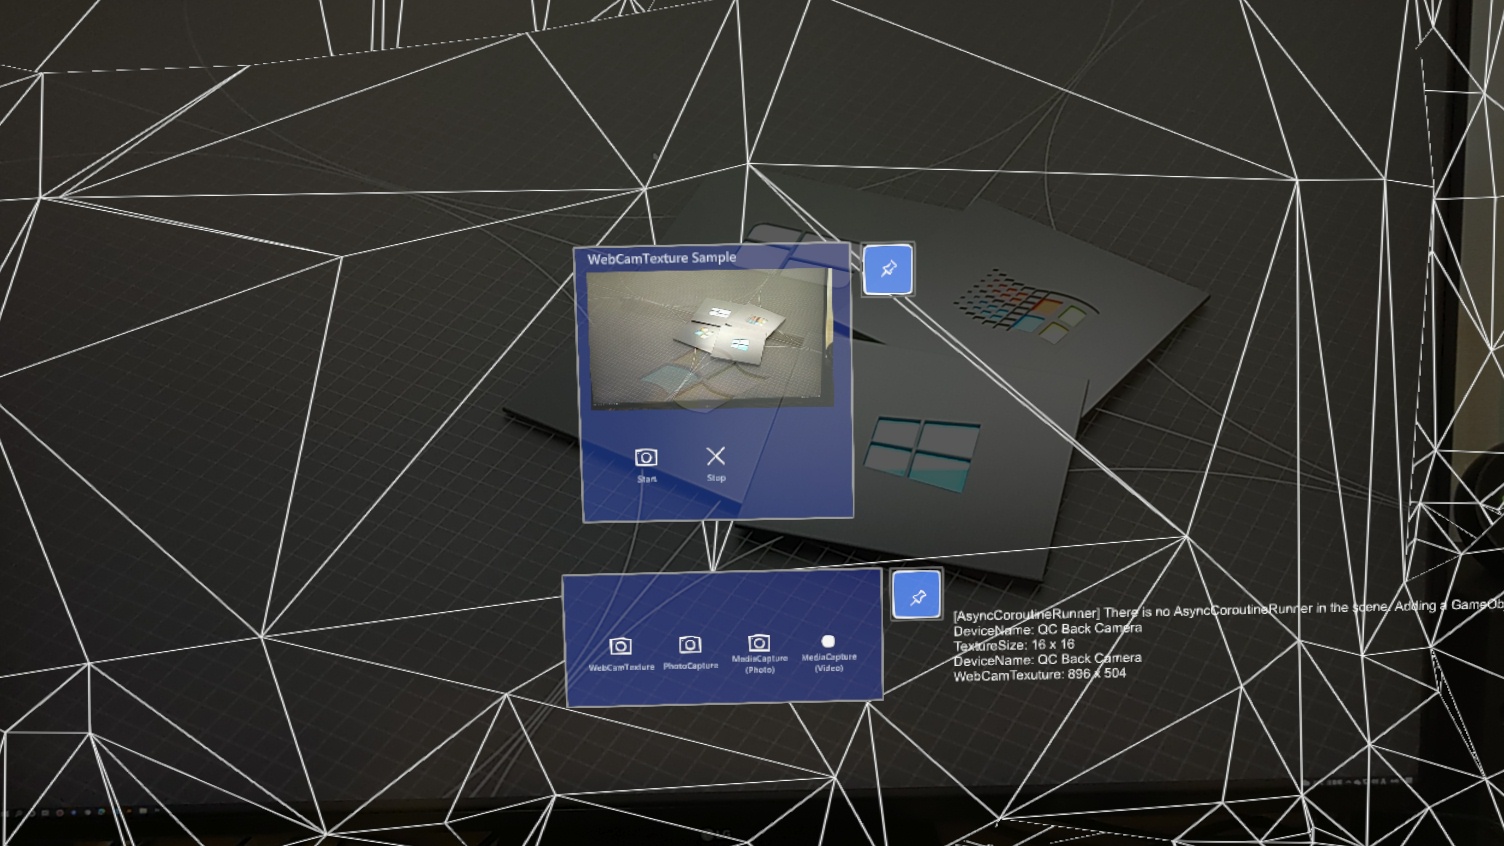 WebCamTexture Sample
Start
Stop
WebCamTexture
PhotoCapture
MediaCapture
(Photo)
MediaCapture
(Video)
[AsyncCoroutineRunner] There is no AsyncCoroutineRunner in the scene. Adding a GameOb
DeviceName: QC Back Camera
TextureSize: 16 x 16
DeviceName: QC Back Camera
WebCamTexuture: 896 x 504